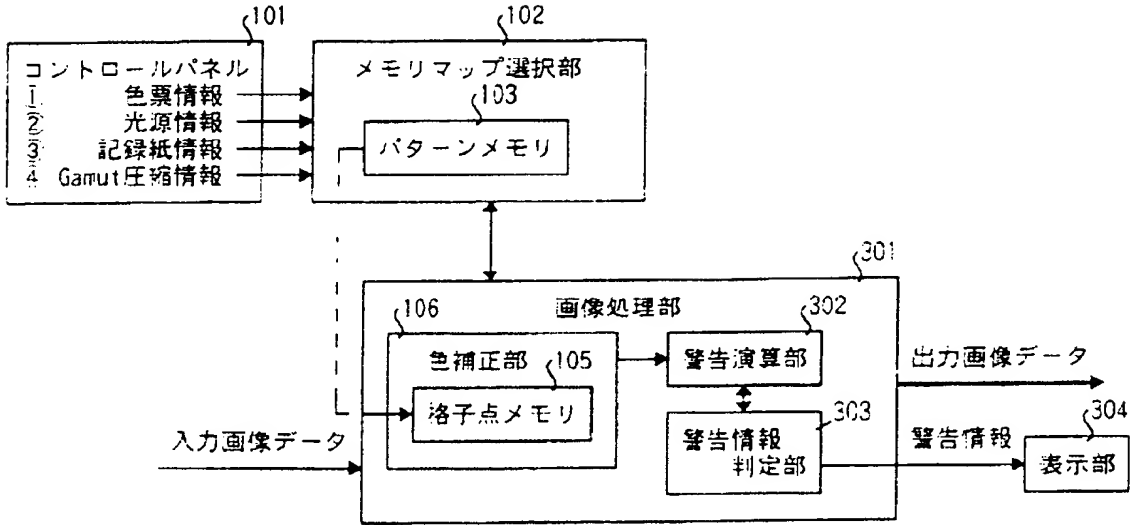 101
102
コントロールパネル
① 色票情報
② 光源情報
③ 記録紙情報
④ Gamut圧縮情報
メモリマップ選択部
103
パターンメモリ
301
画像処理部
106
色補正部
105
洛子点メモリ
302
警告演算部
303
警告情報
判定部
入力画像データ
出力画像データ
警告情報
304
表示部